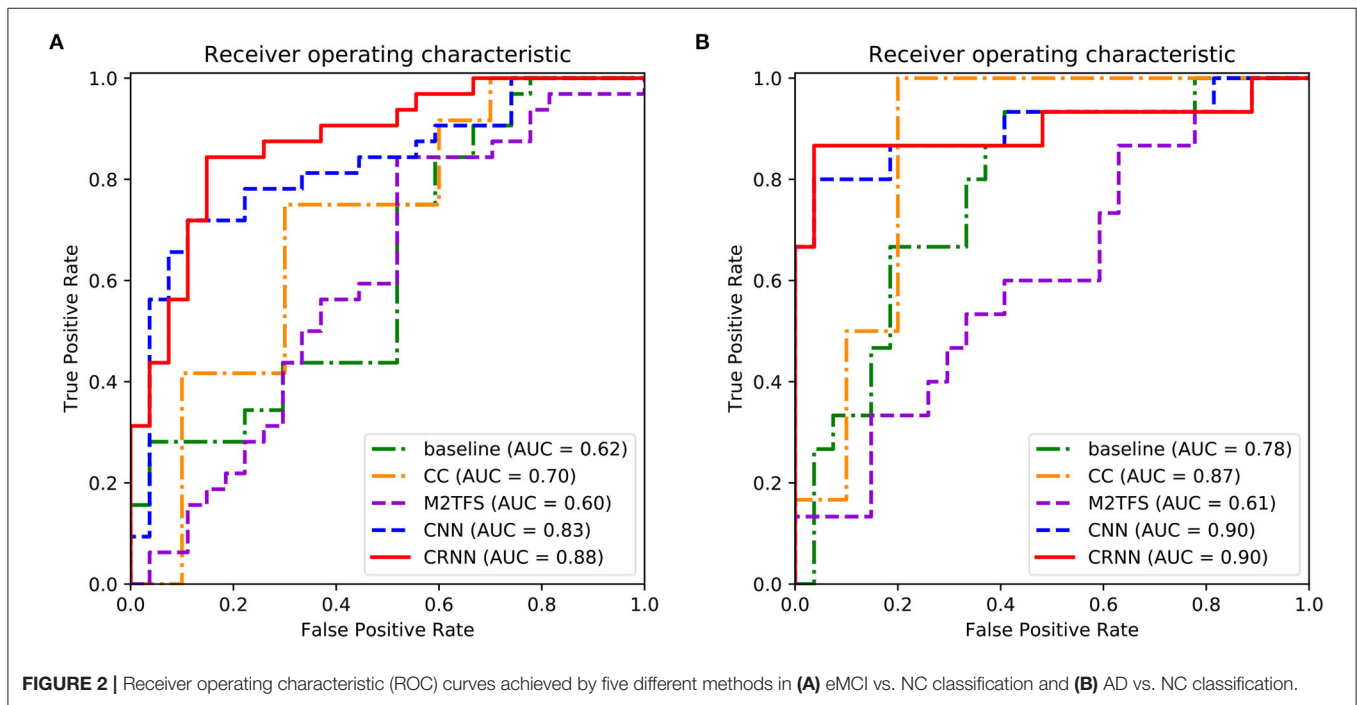 A
Receiver operating characteristic
1.0
0.8
0.6
0.4
0.2
0.0
True Positive Rate
0.0 0.2 0.4 0.6 0.8 1.0
False Positive Rate
baseline (AUC = 0.62)
CC (AUC = 0.70)
M2TFS (AUC = 0.60)
CNN (AUC = 0.83)
CRNN (AUC = 0.88)
B
Receiver operating characteristic
1.0
0.8
0.6
0.4
0.2
0.0
True Positive Rate
0.0 0.2 0.4 0.6 0.8 1.0
False Positive Rate
baseline (AUC = 0.78)
CC (AUC = 0.87)
M2TFS (AUC = 0.61)
CNN (AUC = 0.90)
CRNN (AUC = 0.90)
FIGURE 2 | Receiver operating characteristic (ROC) curves achieved by five different methods in (A) eMCI vs. NC classification and (B) AD vs. NC classification.